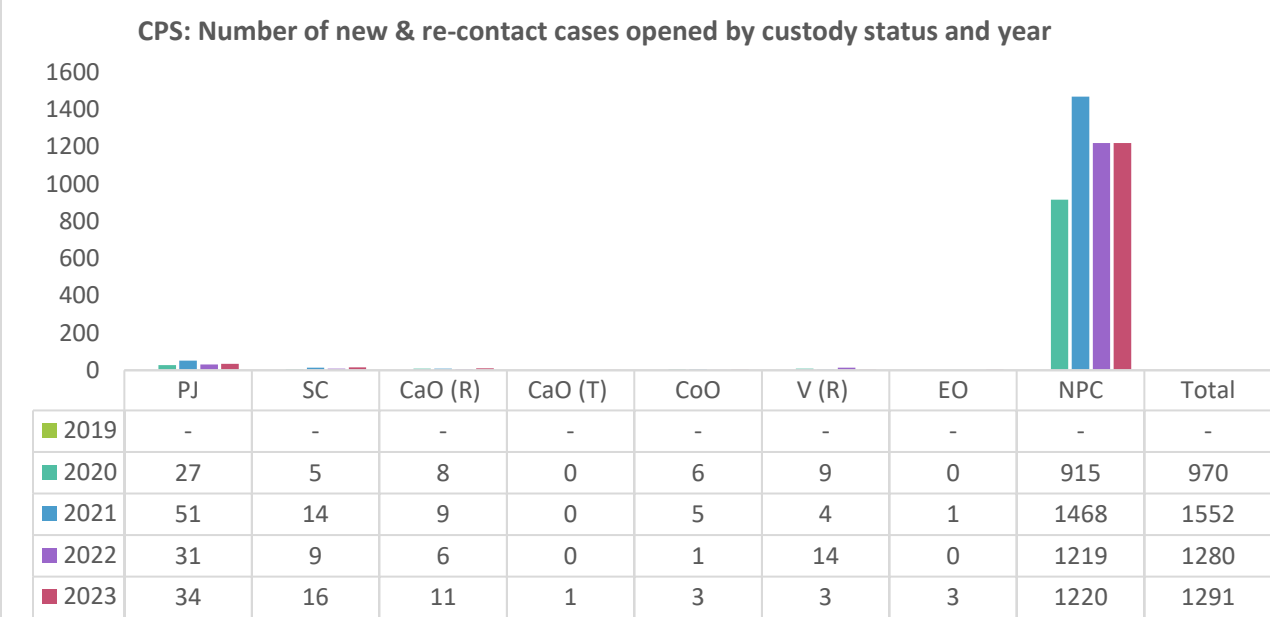 CPS: Number of new & re-contact cases opened by custody status and year
1600
1400
1200
1000
800
600
400
200
0
PJ SC CaO (R) CaO (T) CoO V (R) EO NPC Total
2019 - - - - - - - - -
2020 27 5 8 0 6 9 0 915 970
2021 51 14 9 0 5 4 1 1468 1552
2022 31 9 6 0 1 14 0 1219 1280
2023 34 16 11 1 3 3 3 1220 1291